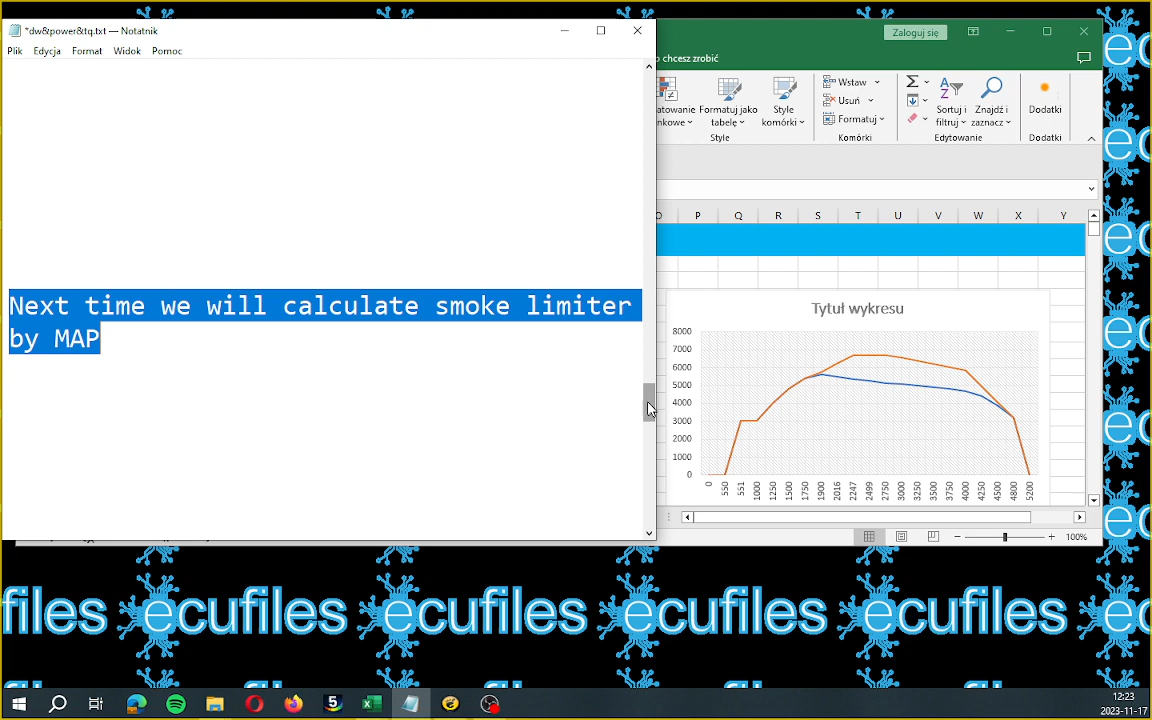 *dw&power&tq.txt — Notatnik
Plik Edycja Format Widok Pomoc
Next time we will calculate smoke limiter
by MAP
Zaloguj się
o chcesz zrobić
Wstaw
Usuń
Formatuj
atowanie
nkowe
Formatuj jako
tabelę
Style
komórki
Sortuj i
filtruj
Znajdź i
zaznacz
Dodatki
Style
Komórki
Edytowanie
Dodatki
O P Q R S T U V W X Y
Tytuł wykresu
8000
7000
6000
5000
4000
3000
2000
1000
0
0 550 551 1000 1250 1500 1750 1900 2016 2247 2499 2750 3000 3250 3500 3750 4000 4250 4500 4800 5200
100%
files ecufiles ecufiles ecufiles ec
12:23
2023-11-17